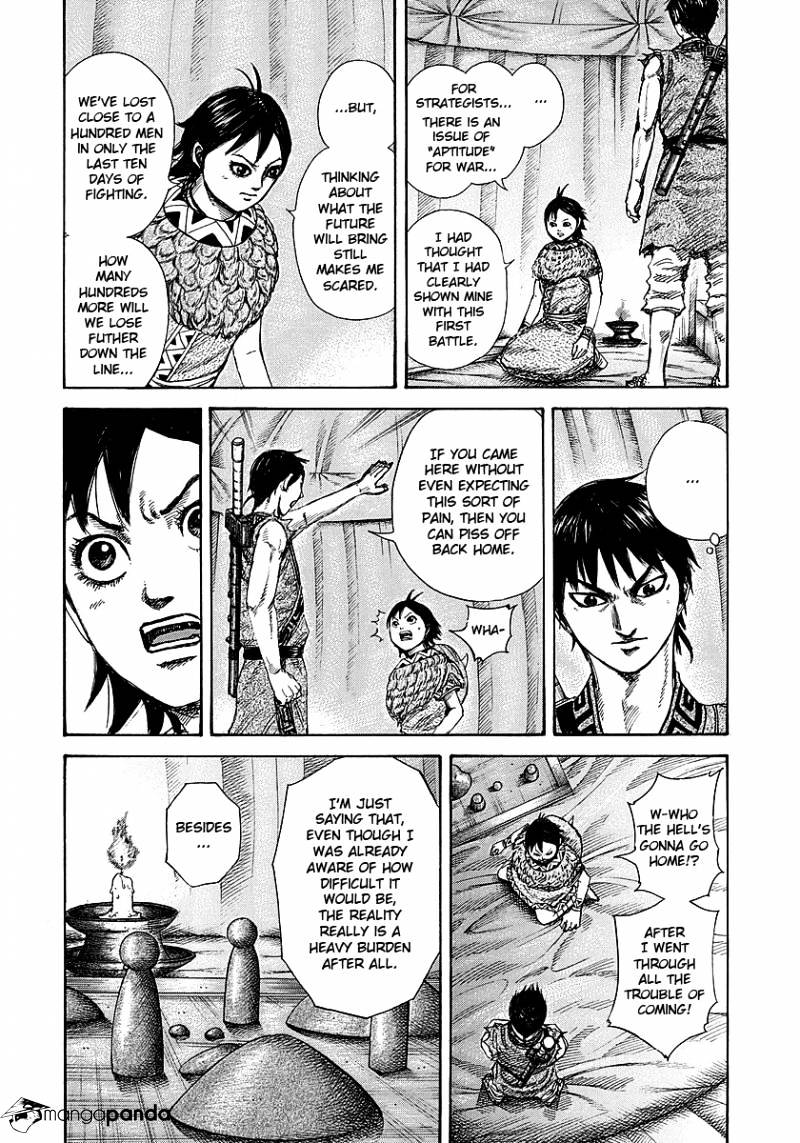 ...
FOR
STRATEGISTS...
THERE IS AN
ISSUE OF
"APTITUDE"
FOR WAR...
I HAD
THOUGHT
THAT I HAD
CLEARLY
SHOWN MINE
WITH THIS
FIRST
BATTLE.
...BUT,
THINKING
ABOUT
WHAT THE
FUTURE
WILL BRING
STILL
MAKES ME
SCARED.
WE'VE LOST
CLOSE TO A
HUNDRED MEN
IN ONLY THE
LAST TEN
DAYS OF
FIGHTING.
HOW
MANY
HUNDREDS
MORE WILL
WE LOSE
FUTHER
DOWN THE
LINE...
...
IF YOU CAME
HERE WITHOUT
EVEN EXPECTING
THIS SORT OF
PAIN, THEN YOU
CAN PISS OFF
BACK HOME.
WHA-
W-WHO
THE HELL'S
GONNA GO
HOME!?
AFTER
I WENT
THROUGH
ALL THE
TROUBLE OF
COMING!
I'M JUST
SAYING THAT,
EVEN THOUGH I
WAS ALREADY
AWARE OF HOW
DIFFICULT IT
WOULD BE,
THE REALITY
REALLY IS A
HEAVY BURDEN
AFTER ALL.
BESIDES
...
mangapanda